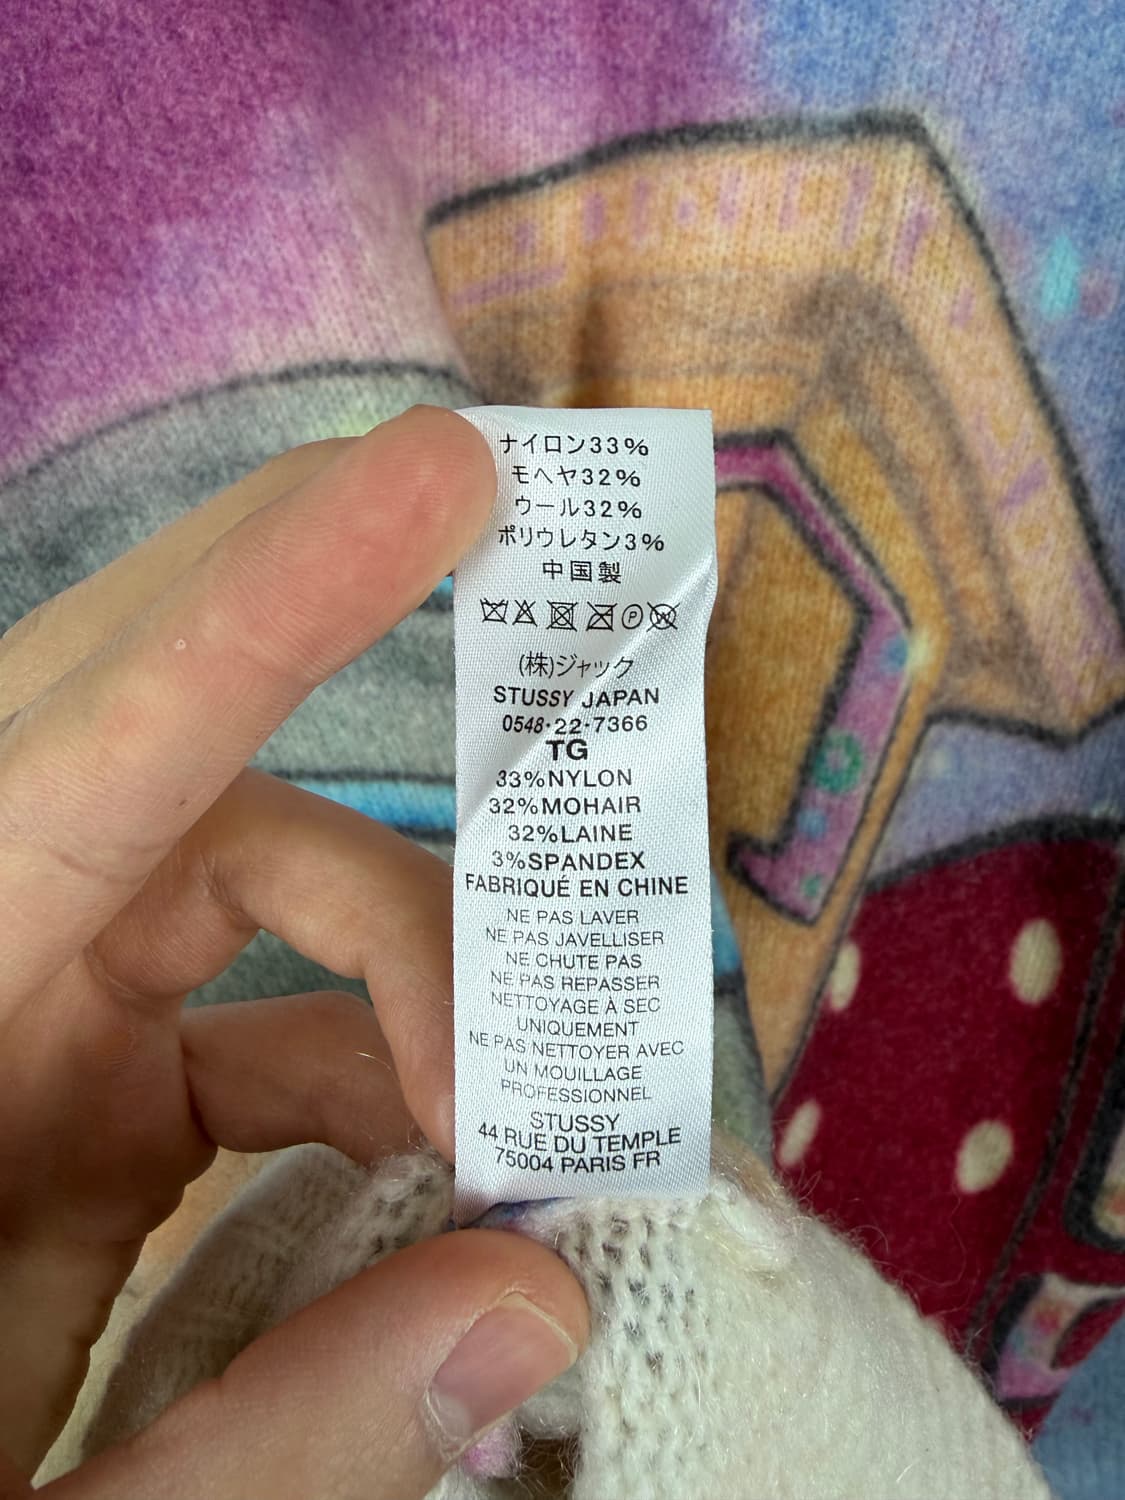 ナイロン33%
モヘヤ32%
ウール32%
ポリウレタン3%
中国製
P W
(株)ジャック
STUSSY JAPAN
0548·22·7366
TG
33%NYLON
32%MOHAIR
32%LAINE
3%SPANDEX
FABRIQUÉ EN CHINE
NE PAS LAVER
NE PAS JAVELLISER
NE CHUTE PAS
NE PAS REPASSER
NETTOYAGE À SEC
UNIQUEMENT
NE PAS NETTOYER AVEC
UN MOUILLAGE
PROFESSIONNEL
STUSSY
44 RUE DU TEMPLE
75004 PARIS FR